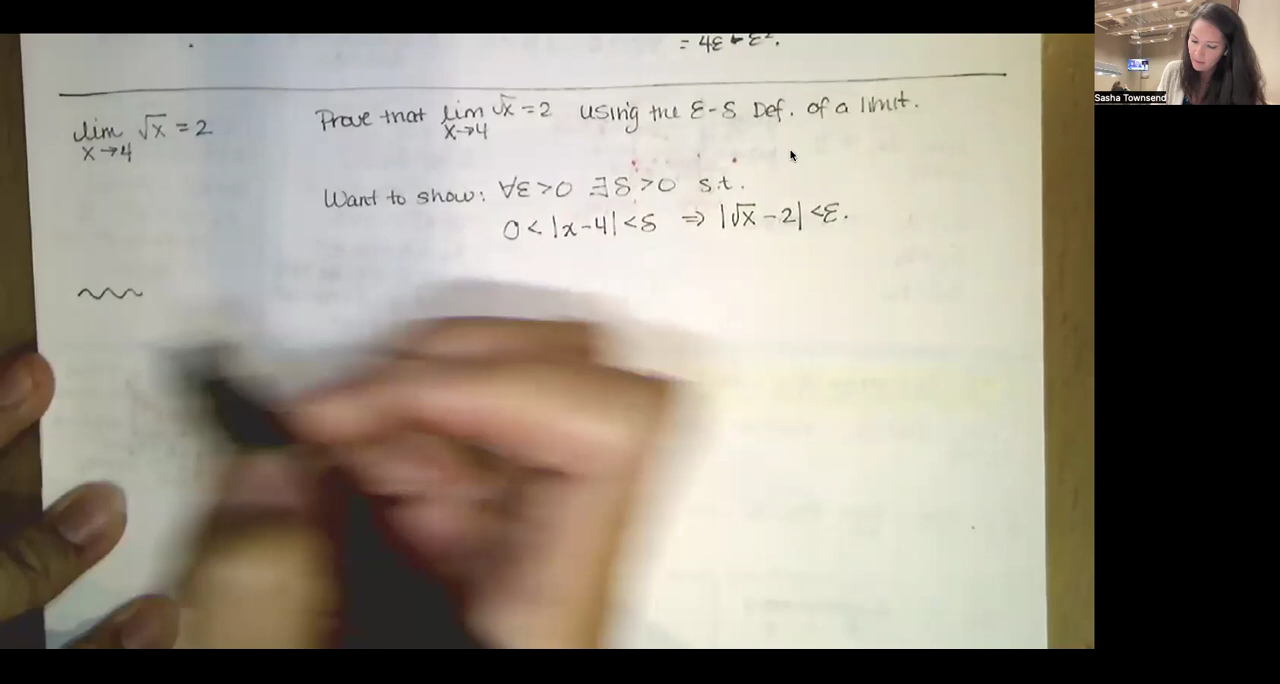 = 4ε - ε².
lim √x = 2
x→4
Prove that lim √x = 2 using the ε-δ Def. of a limit.
x→4
Want to show: ∀ε>0 ∃δ>0 s.t.
0<|x-4|<δ ⇒ |√x-2|<ε.
Sasha Townsend